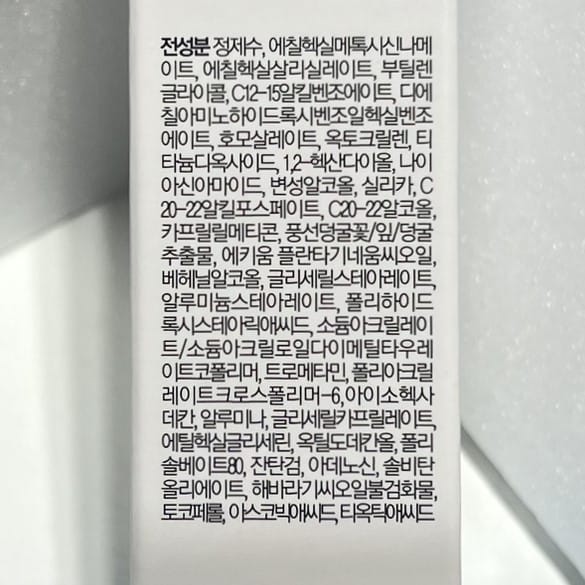 전성분 정제수, 에칠헥실메톡시신나메
이트, 에칠헥실살리실레이트, 부틸렌
글라이콜, C12-15알킬벤조에이트, 디에
칠아미노하이드록시벤조일헥실벤조
에이트, 호모살레이트, 옥토크릴렌, 티
타늄디옥사이드, 1,2-헥산다이올, 나이
아신아마이드, 변성알코올, 실리카, C
20-22알킬포스페이트, C20-22알코올,
카프릴릴메티콘, 풍선덩굴꽃/잎/덩굴
추출물, 에키움 플란타기네움씨오일,
베헤닐알코올, 글리세릴스테아레이트,
알루미늄스테아레이트, 폴리하이드
록시스테아릭애씨드, 소듐아크릴레이
트/소듐아크릴로일다이메틸타우레
이트코폴리머, 트로메타민, 폴리아크릴
레이트크로스폴리머-6, 아이소헥사
데칸, 알루미나, 글리세릴카프릴레이트,
에틸헥실글리세린, 옥틸도데칸올, 폴리
솔베이트80, 잔탄검, 아데노신, 솔비탄
올리에이트, 해바라기씨오일불검화물,
토코페롤, 아스코빅애씨드, 티옥틱애씨드